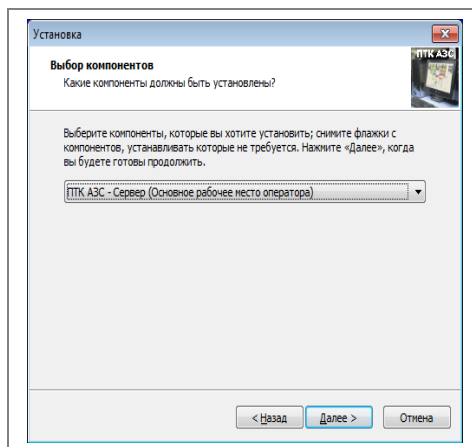 Установка
ПТК АЗС
Выбор компонентов
Какие компоненты должны быть установлены?
Выберите компоненты, которые вы хотите установить; снимите флажки с
компонентов, устанавливать которые не требуется. Нажмите «Далее», когда
вы будете готовы продолжить.
ПТК АЗС - Сервер (Основное рабочее место оператора)
< Назад Далее > Отмена